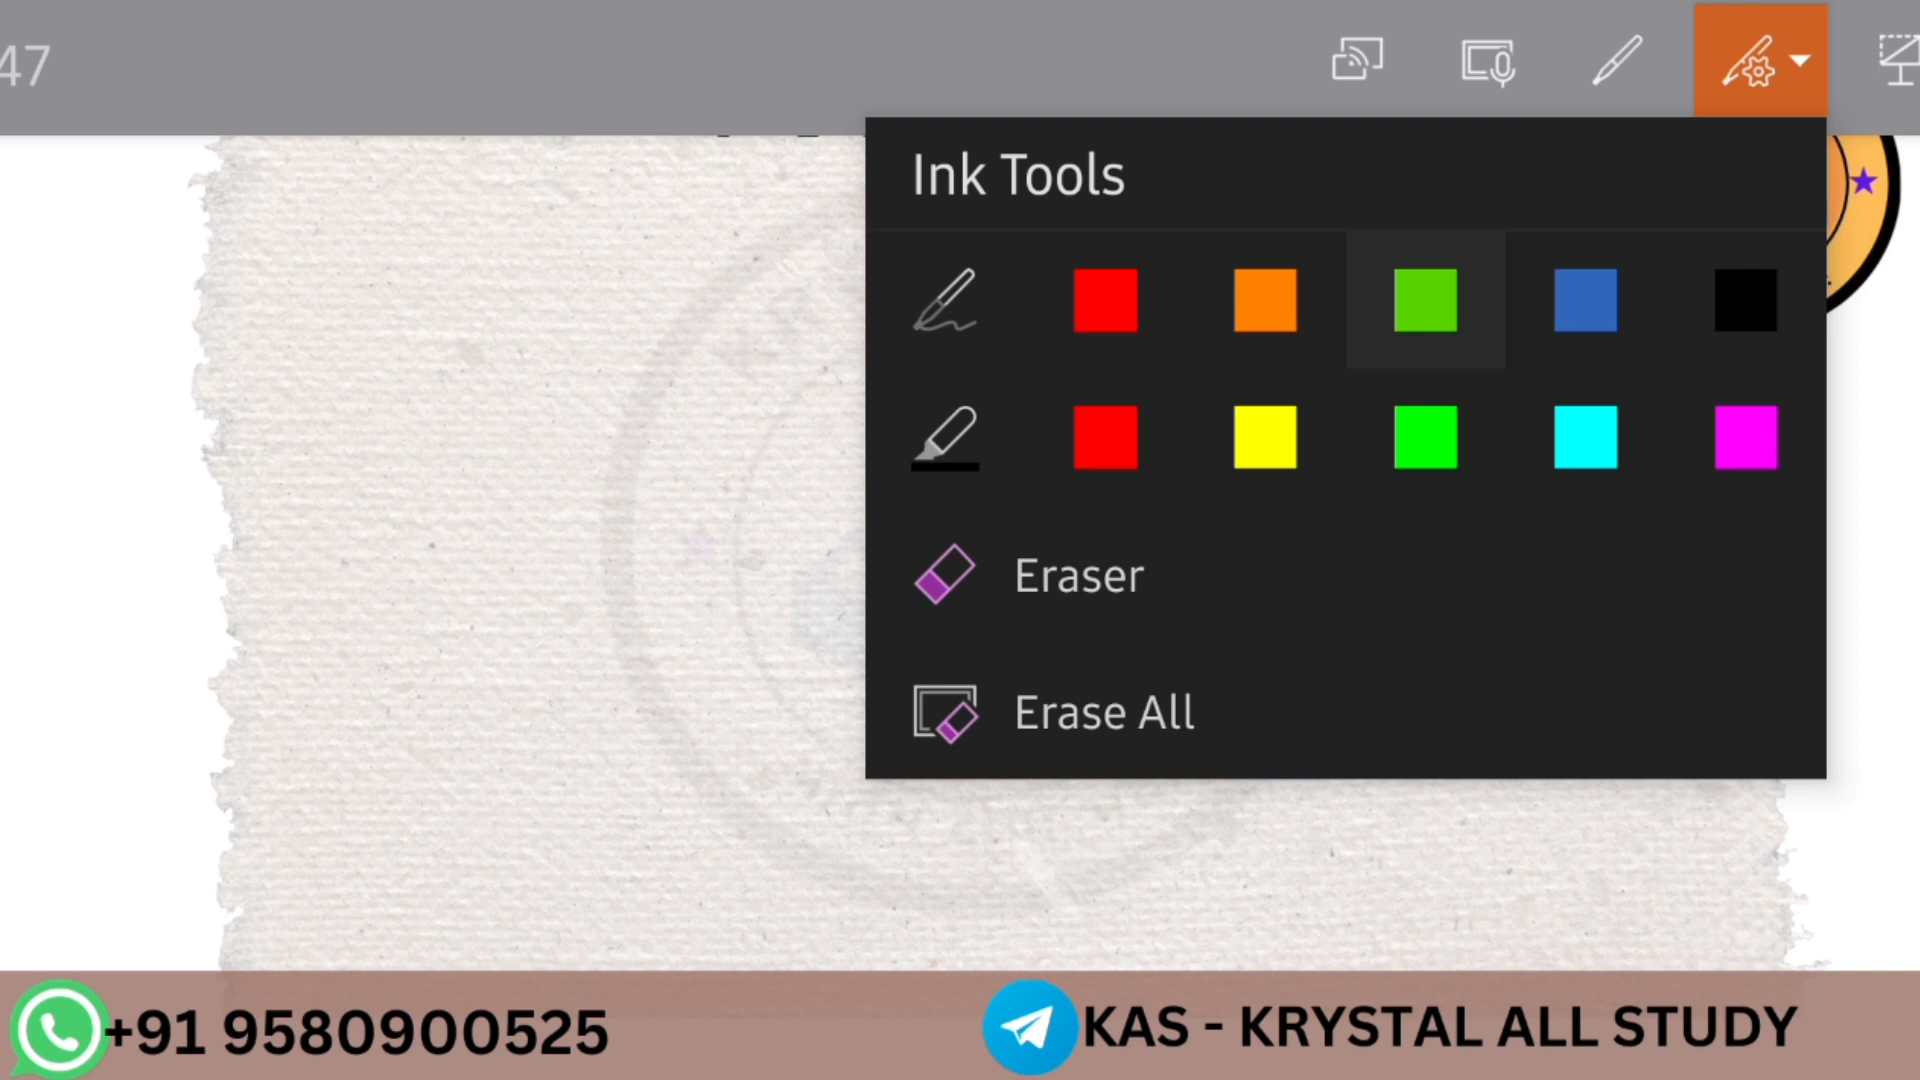 47
Ink Tools
Eraser
Erase All
+91 9580900525
KAS - KRYSTAL ALL STUDY